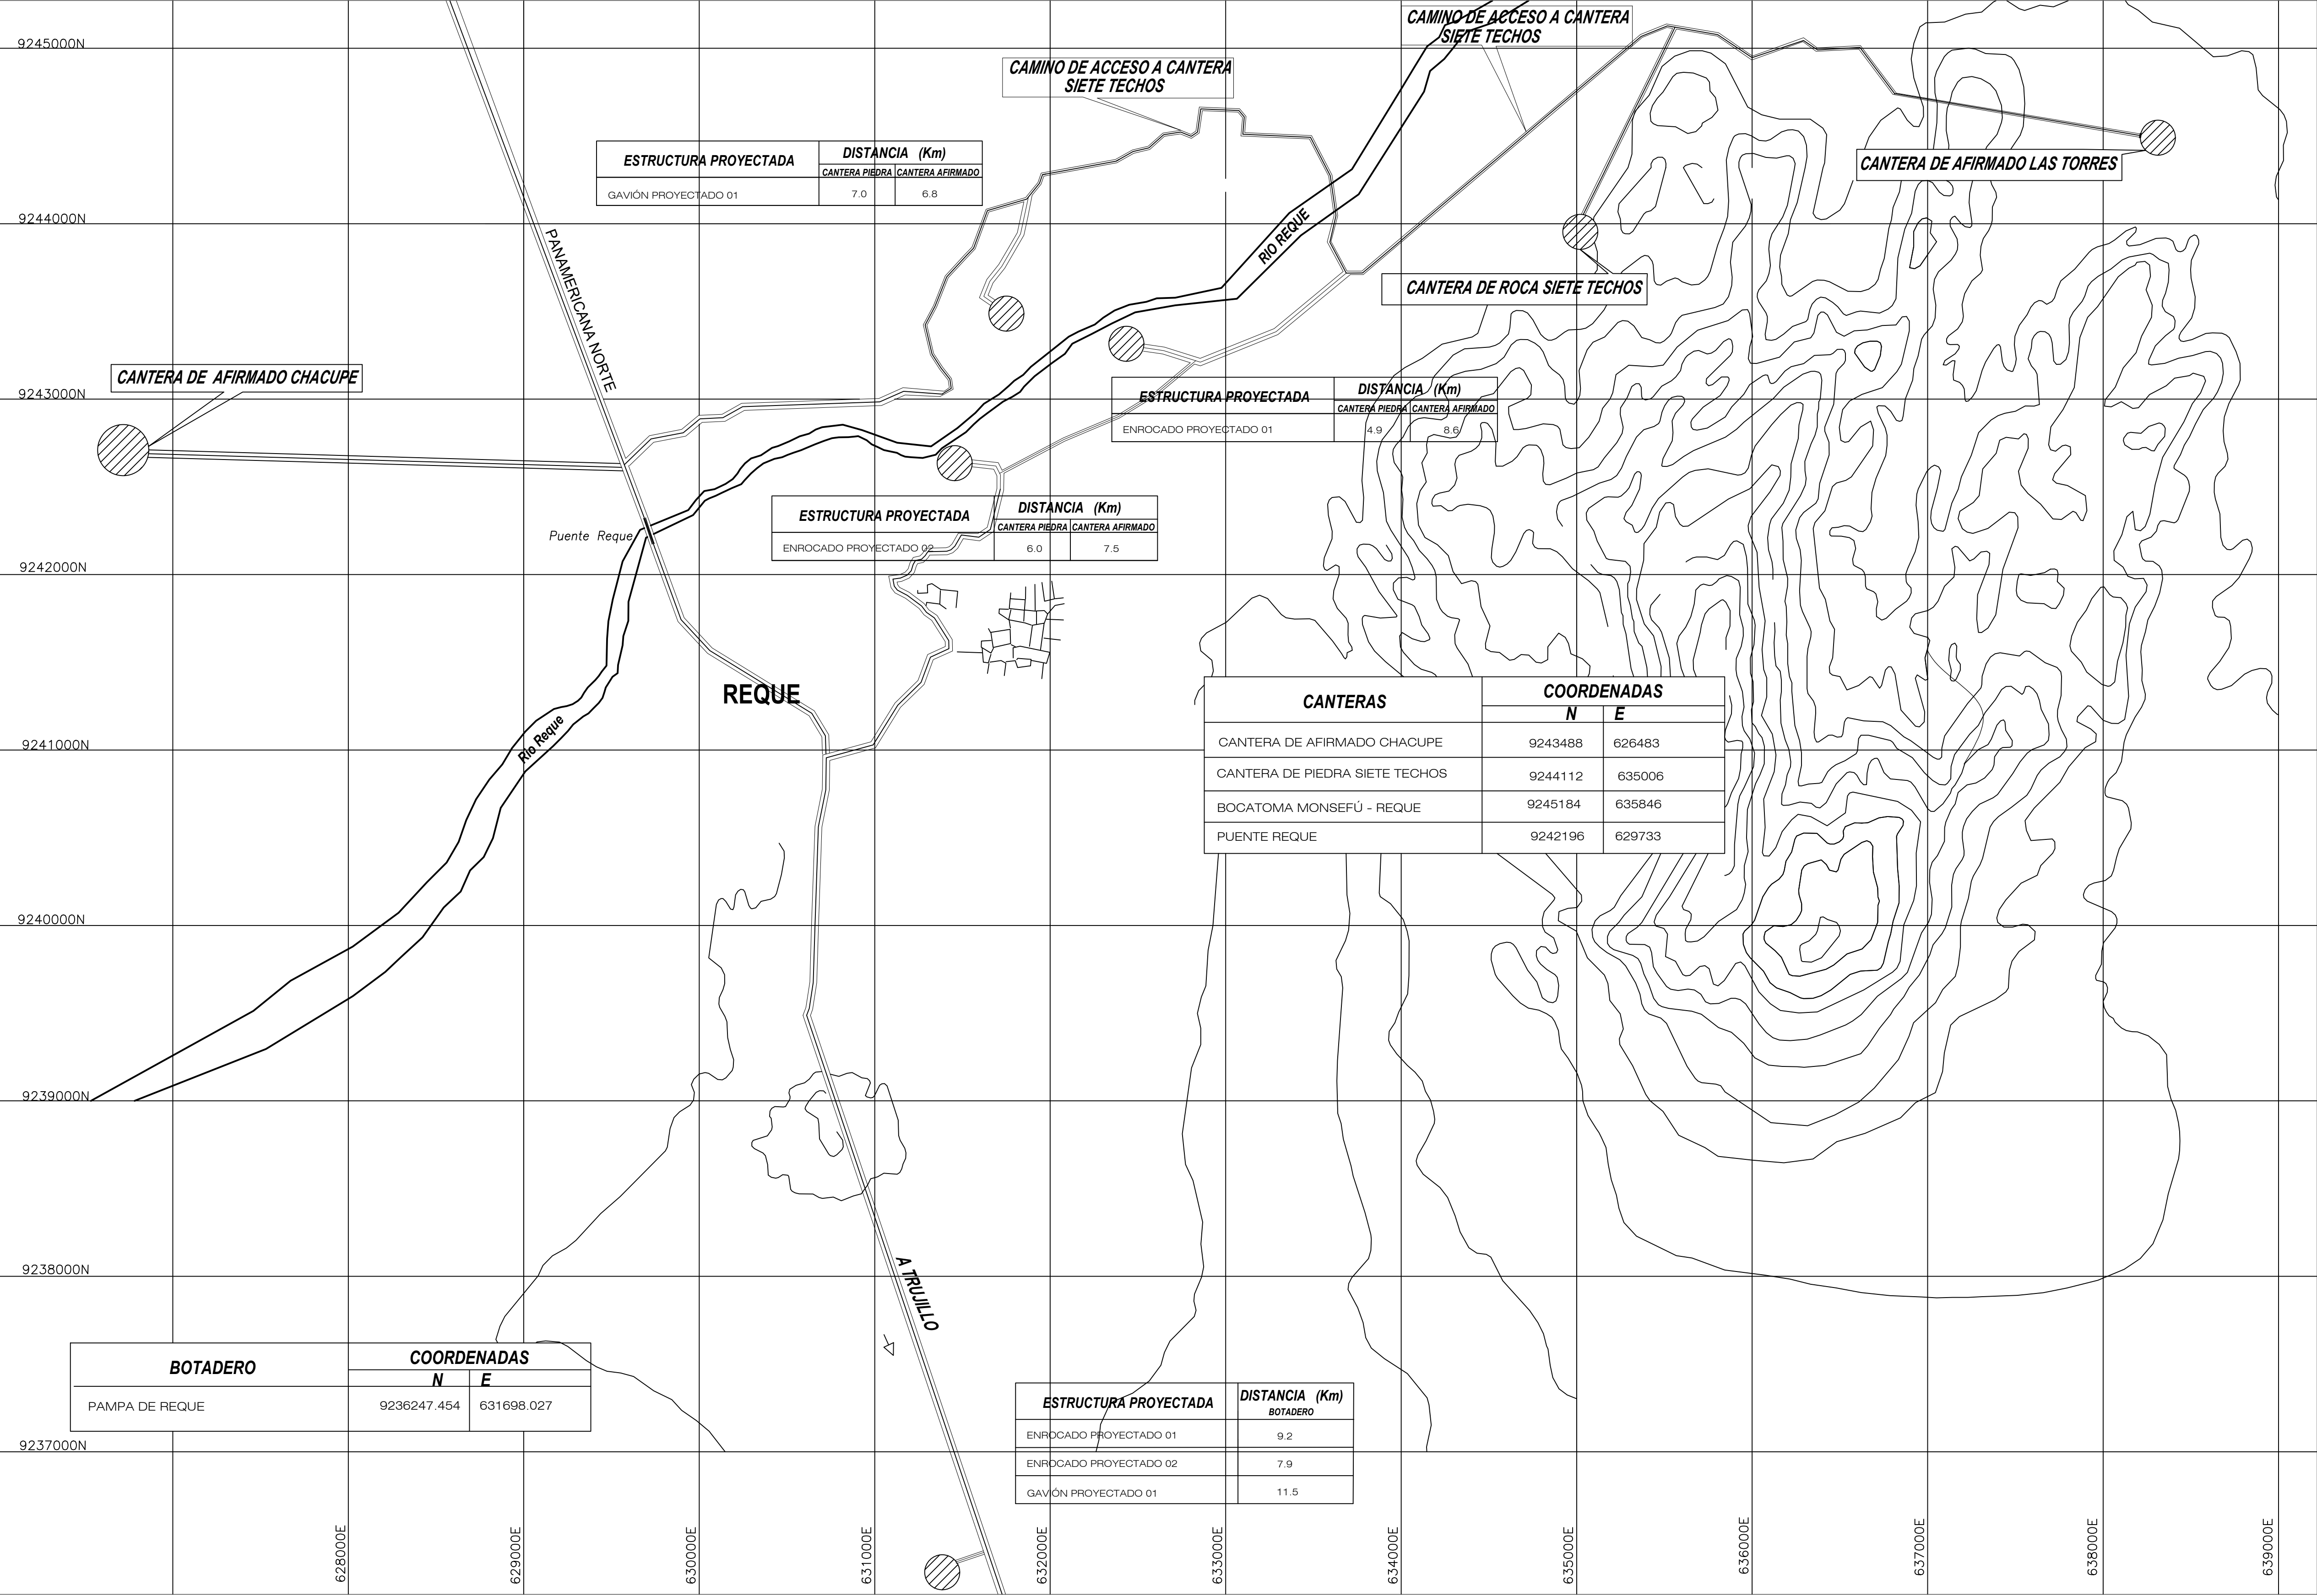 CAMINO DE ACCESO A CANTERA
SIETE TECHOS
9245000N
CAMINO DE ACCESO A CANTERA
SIETE TECHOS
ESTRUCTURA PROYECTADA
DISTANCIA (Km)
CANTERA PIEDRA CANTERA AFIRMADO
GAVIÓN PROYECTADO 01 7.0 6.8
CANTERA DE AFIRMADO LAS TORRES
9244000N
RIO REQUE
PANAMERICANA NORTE
CANTERA DE ROCA SIETE TECHOS
CANTERA DE AFIRMADO CHACUPE
9243000N
ESTRUCTURA PROYECTADA
DISTANCIA (Km)
CANTERA PIEDRA CANTERA AFIRMADO
ENROCADO PROYECTADO 01 4.9 8.6
ESTRUCTURA PROYECTADA
DISTANCIA (Km)
CANTERA PIEDRA CANTERA AFIRMADO
ENROCADO PROYECTADO 02 6.0 7.5
Puente Reque
9242000N
REQUE
CANTERAS
COORDENADAS
N E
CANTERA DE AFIRMADO CHACUPE 9243488 626483
CANTERA DE PIEDRA SIETE TECHOS 9244112 635006
BOCATOMA MONSEFÚ - REQUE 9245184 635846
PUENTE REQUE 9242196 629733
Rio Reque
9241000N
9240000N
9239000N
9238000N
A TRUJILLO
BOTADERO
COORDENADAS
N E
PAMPA DE REQUE 9236247.454 631698.027
9237000N
ESTRUCTURA PROYECTADA
DISTANCIA (Km)
BOTADERO
ENROCADO PROYECTADO 01 9.2
ENROCADO PROYECTADO 02 7.9
GAVIÓN PROYECTADO 01 11.5
628000E
629000E
630000E
631000E
632000E
633000E
634000E
635000E
636000E
637000E
638000E
639000E